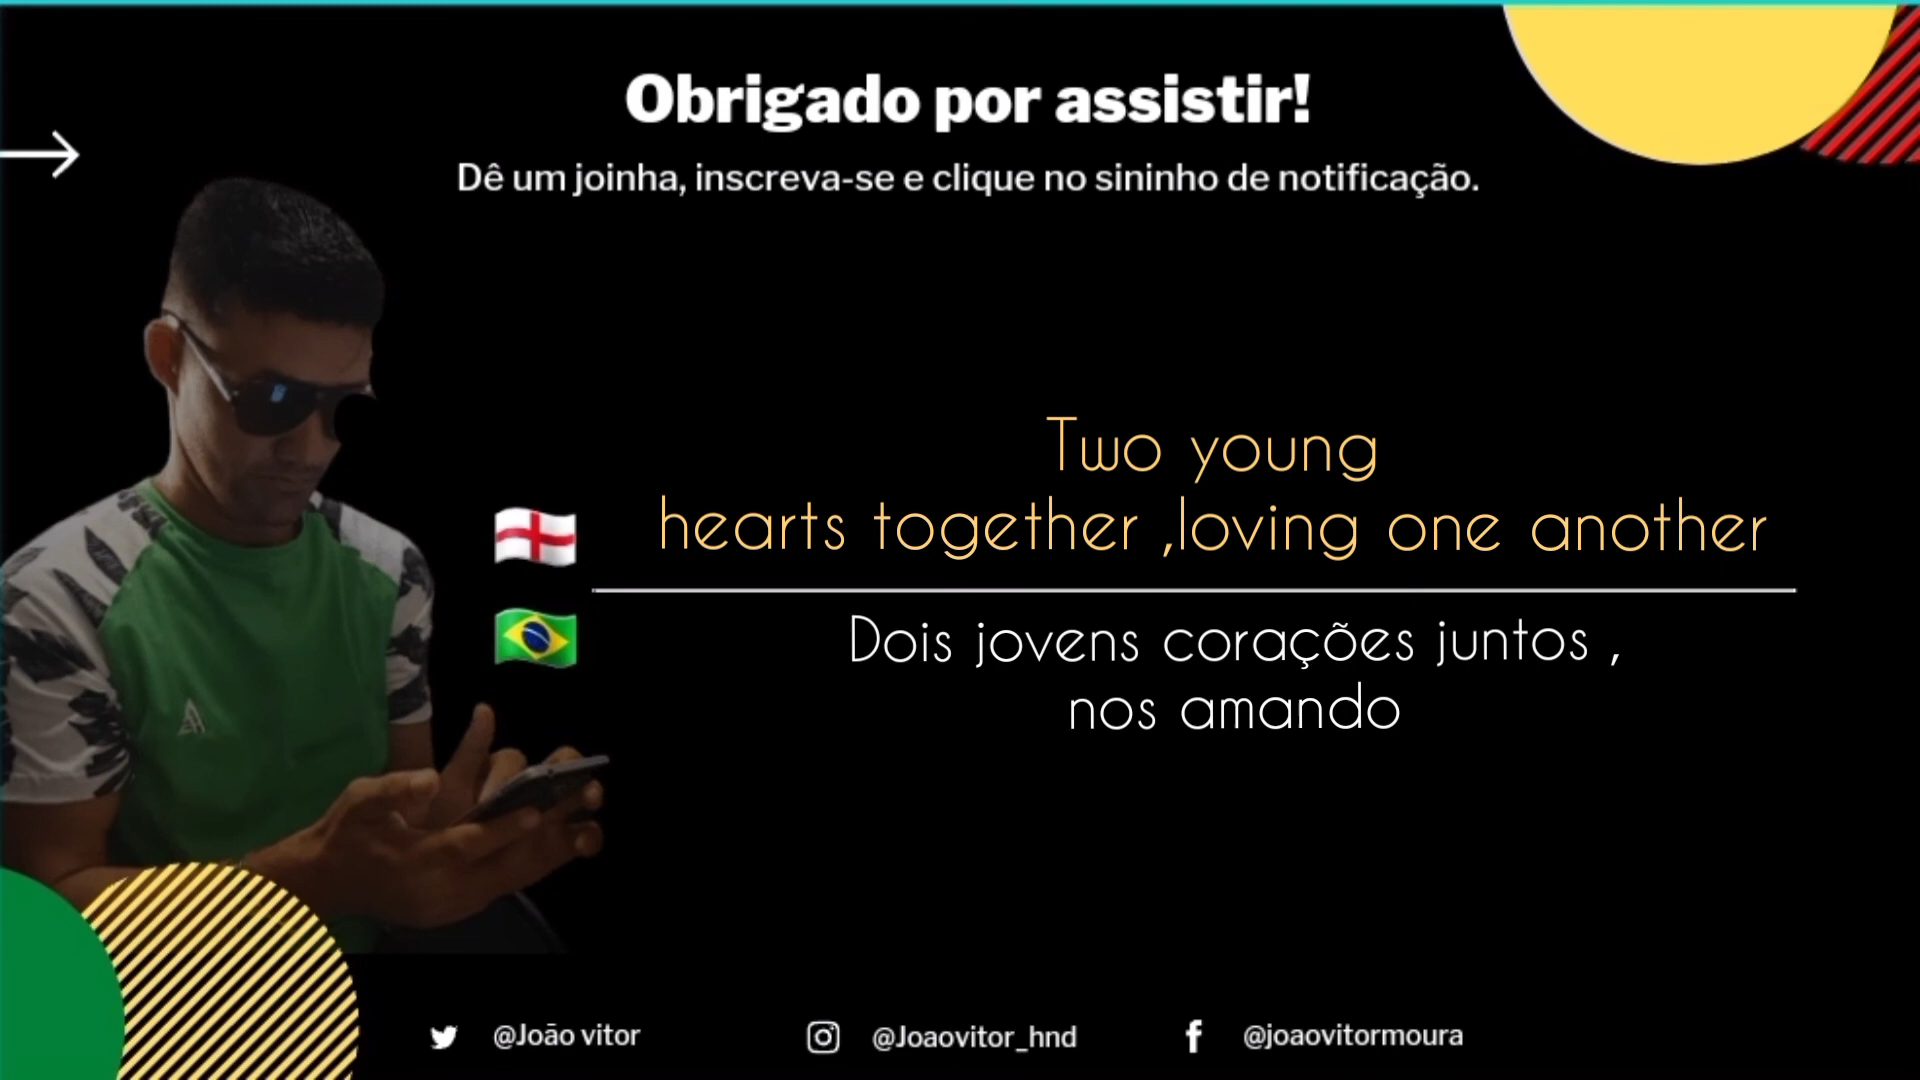 Obrigado por assistir!
Dê um joinha, inscreva-se e clique no sininho de notificação.
Two young
hearts together ,loving one another
Dois jovens corações juntos ,
nos amando
@João vitor
@Joaovitor_hnd
@joaovitormoura